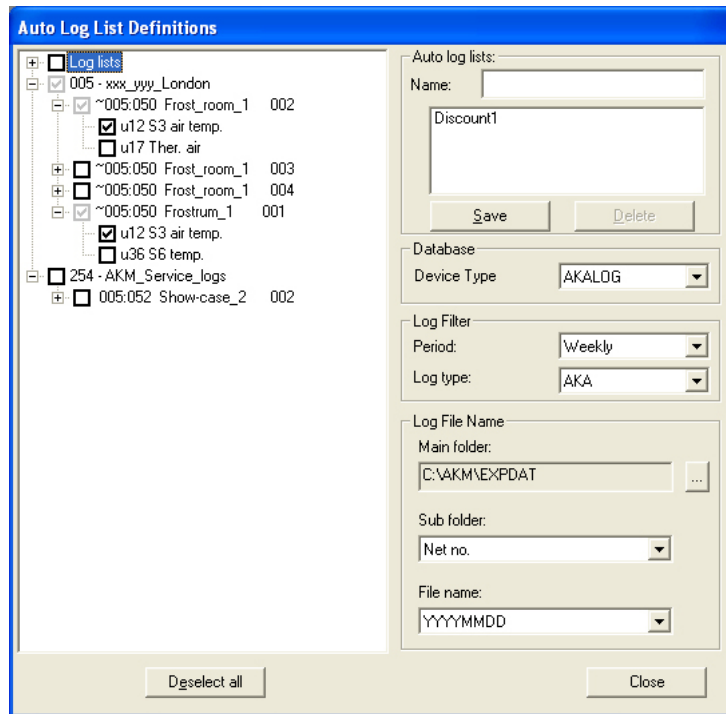 Auto Log List Definitions
Log lists
005 - xxx_yyy_London
~005:050 Frost_room_1 002
u12 S3 air temp.
u17 Ther. air
~005:050 Frost_room_1 003
~005:050 Frost_room_1 004
~005:050 Frostrum_1 001
u12 S3 air temp.
u36 S6 temp.
254 - AKM_Service_logs
005:052 Show-case_2 002
Deselect all
Auto log lists:
Name:
Discount1
Save Delete
Database
Device Type AKALOG
Log Filter
Period: Weekly
Log type: AKA
Log File Name
Main folder:
C:\AKM\EXPDAT ...
Sub folder:
Net no.
File name:
YYYYMMDD
Close